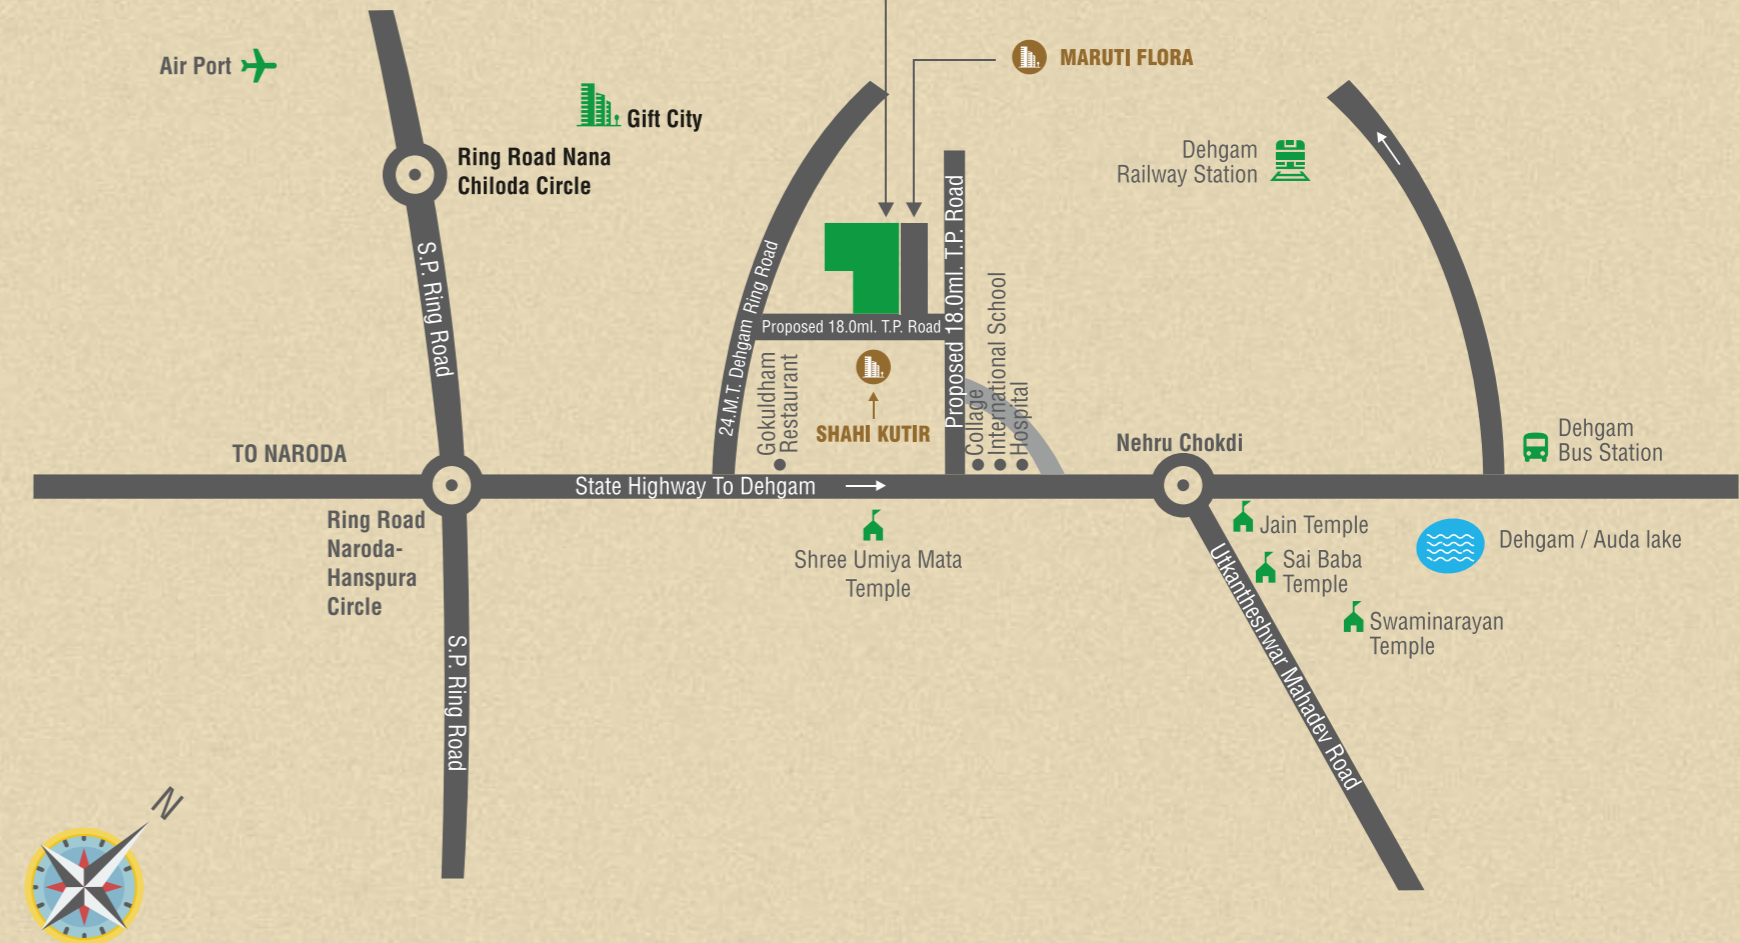 MARUTI FLORA
Air Port
Gift City
Ring Road Nana
Chiloda Circle
Dehgam
Railway Station
S.P. Ring Road
24.M.T. Dehgam Ring Road
Proposed 18.0ml. T.P. Road
Proposed 18.0ml. T.P. Road
Gokuldham
Restaurant
SHAHI KUTIR
Collage
International School
Hospital
Nehru Chokdi
Dehgam
Bus Station
TO NARODA
State Highway To Dehgam
Ring Road
Naroda-
Hanspura
Circle
Shree Umiya Mata
Temple
Jain Temple
Sai Baba
Temple
Swaminarayan
Temple
Dehgam / Auda lake
Utkantheshwar Mahadev Road
S.P. Ring Road
N